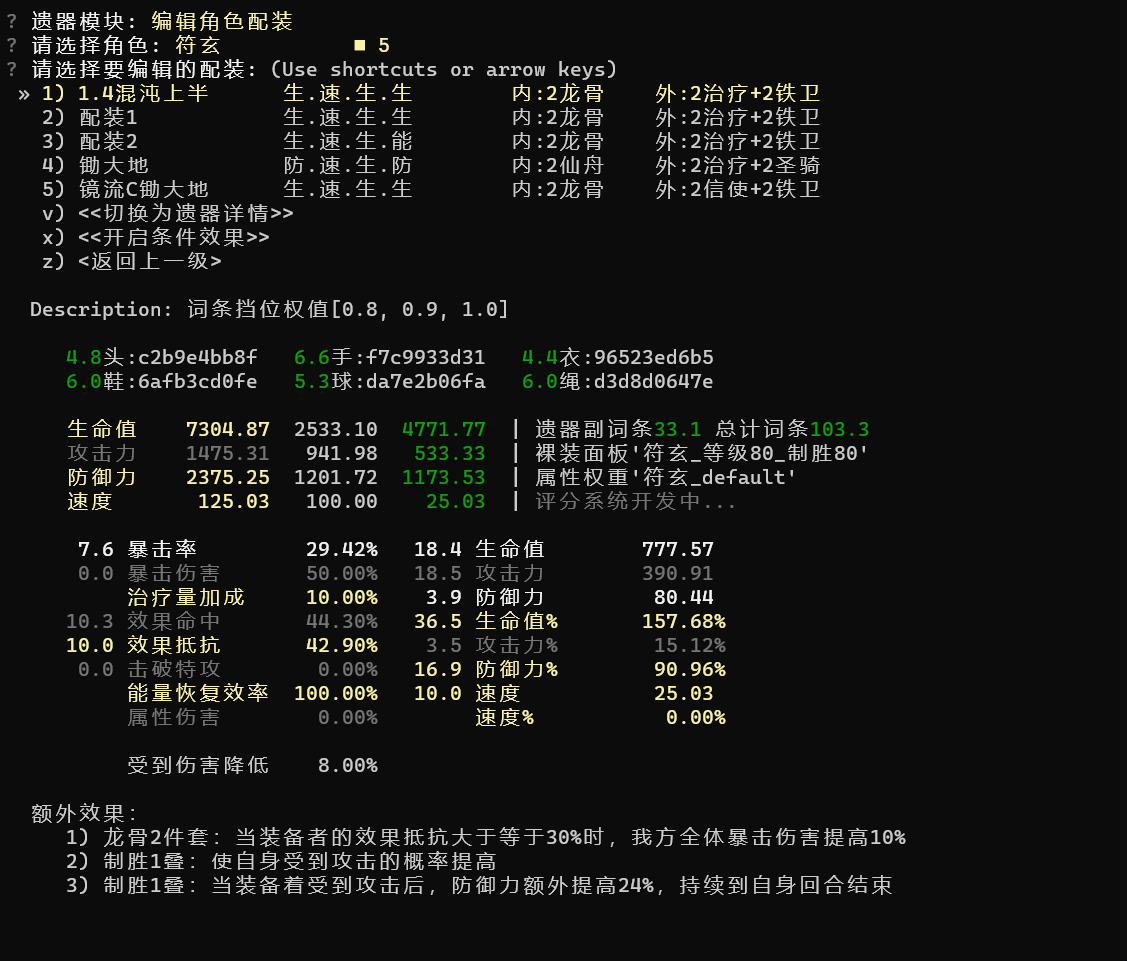 ? 遗器模块: 编辑角色配装
? 请选择角色: 符玄 ■ 5
? 请选择要编辑的配装: (Use shortcuts or arrow keys)
» 1) 1.4混沌上半 生.速.生.生 内:2龙骨 外:2治疗+2铁卫
2) 配装1 生.速.生.生 内:2龙骨 外:2治疗+2铁卫
3) 配装2 生.速.生.能 内:2龙骨 外:2治疗+2铁卫
4) 锄大地 防.速.生.防 内:2仙舟 外:2治疗+2圣骑
5) 镜流C锄大地 生.速.生.生 内:2龙骨 外:2信使+2铁卫
v) <<切换为遗器详情>>
x) <<开启条件效果>>
z) <返回上一级>
Description: 词条挡位权值[0.8, 0.9, 1.0]
4.8头:c2b9e4bb8f 6.6手:f7c9933d31 4.4衣:96523ed6b5
6.0鞋:6afb3cd0fe 5.3球:da7e2b06fa 6.0绳:d3d8d0647e
生命值 7304.87 2533.10 4771.77 | 遗器副词条33.1 总计词条103.3
攻击力 1475.31 941.98 533.33 | 裸装面板'符玄_等级80_制胜80'
防御力 2375.25 1201.72 1173.53 | 属性权重'符玄_default'
速度 125.03 100.00 25.03 | 评分系统开发中...
7.6 暴击率 29.42% 18.4 生命值 777.57
0.0 暴击伤害 50.00% 18.5 攻击力 390.91
治疗量加成 10.00% 3.9 防御力 80.44
10.3 效果命中 44.30% 36.5 生命值% 157.68%
10.0 效果抵抗 42.90% 3.5 攻击力% 15.12%
0.0 击破特攻 0.00% 16.9 防御力% 90.96%
能量恢复效率 100.00% 10.0 速度 25.03
属性伤害 0.00% 速度% 0.00%
受到伤害降低 8.00%
额外效果:
1) 龙骨2件套: 当装备者的效果抵抗大于等于30%时, 我方全体暴击伤害提高10%
2) 制胜1叠: 使自身受到攻击的概率提高
3) 制胜1叠: 当装备着受到攻击后, 防御力额外提高24%, 持续到自身回合结束